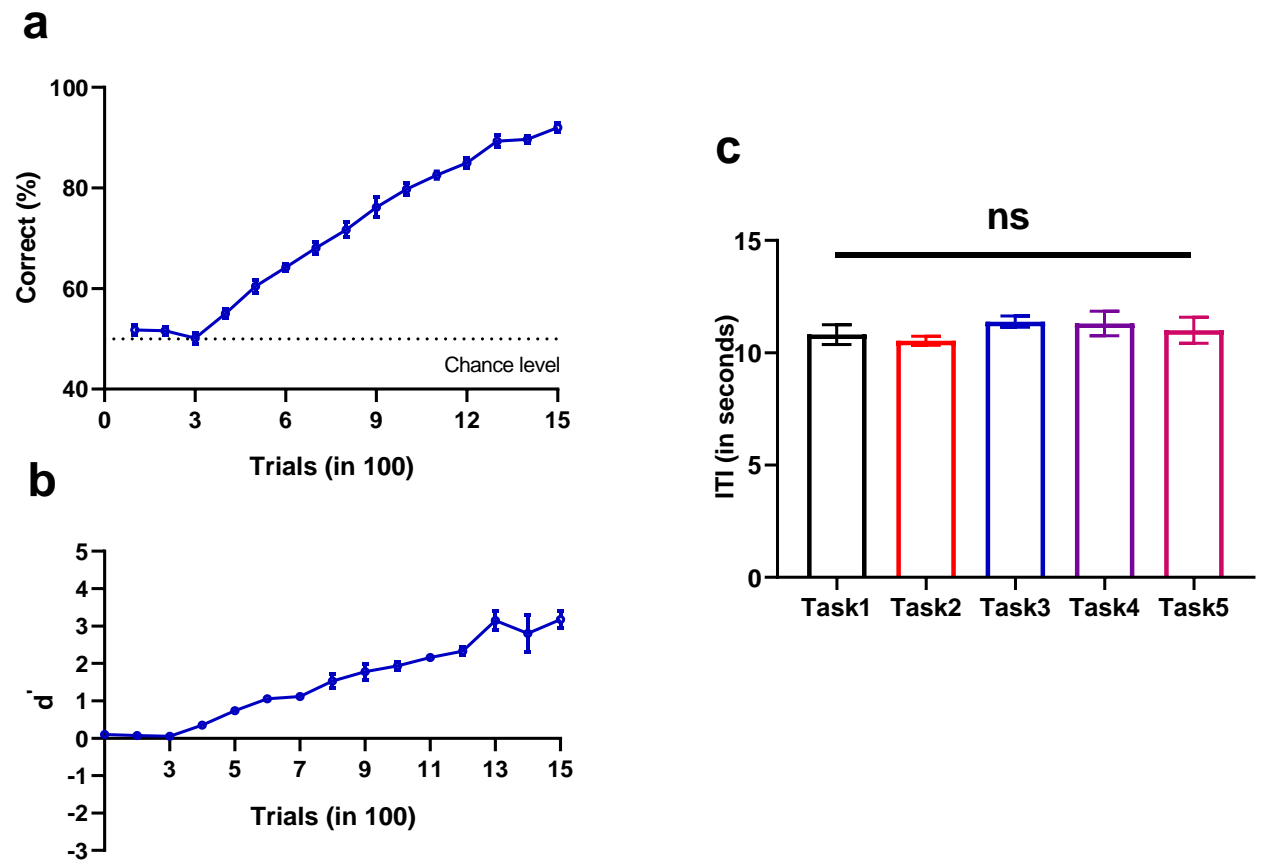 a
100
80
60
40
Correct (%)
Chance level
0 3 6 9 12 15
Trials (in 100)
b
5
4
3
2
1
0
-1
-2
-3
d'
3 5 7 9 11 13 15
Trials (in 100)
c
ns
15
10
5
0
ITI (in seconds)
Task1 Task2 Task3 Task4 Task5